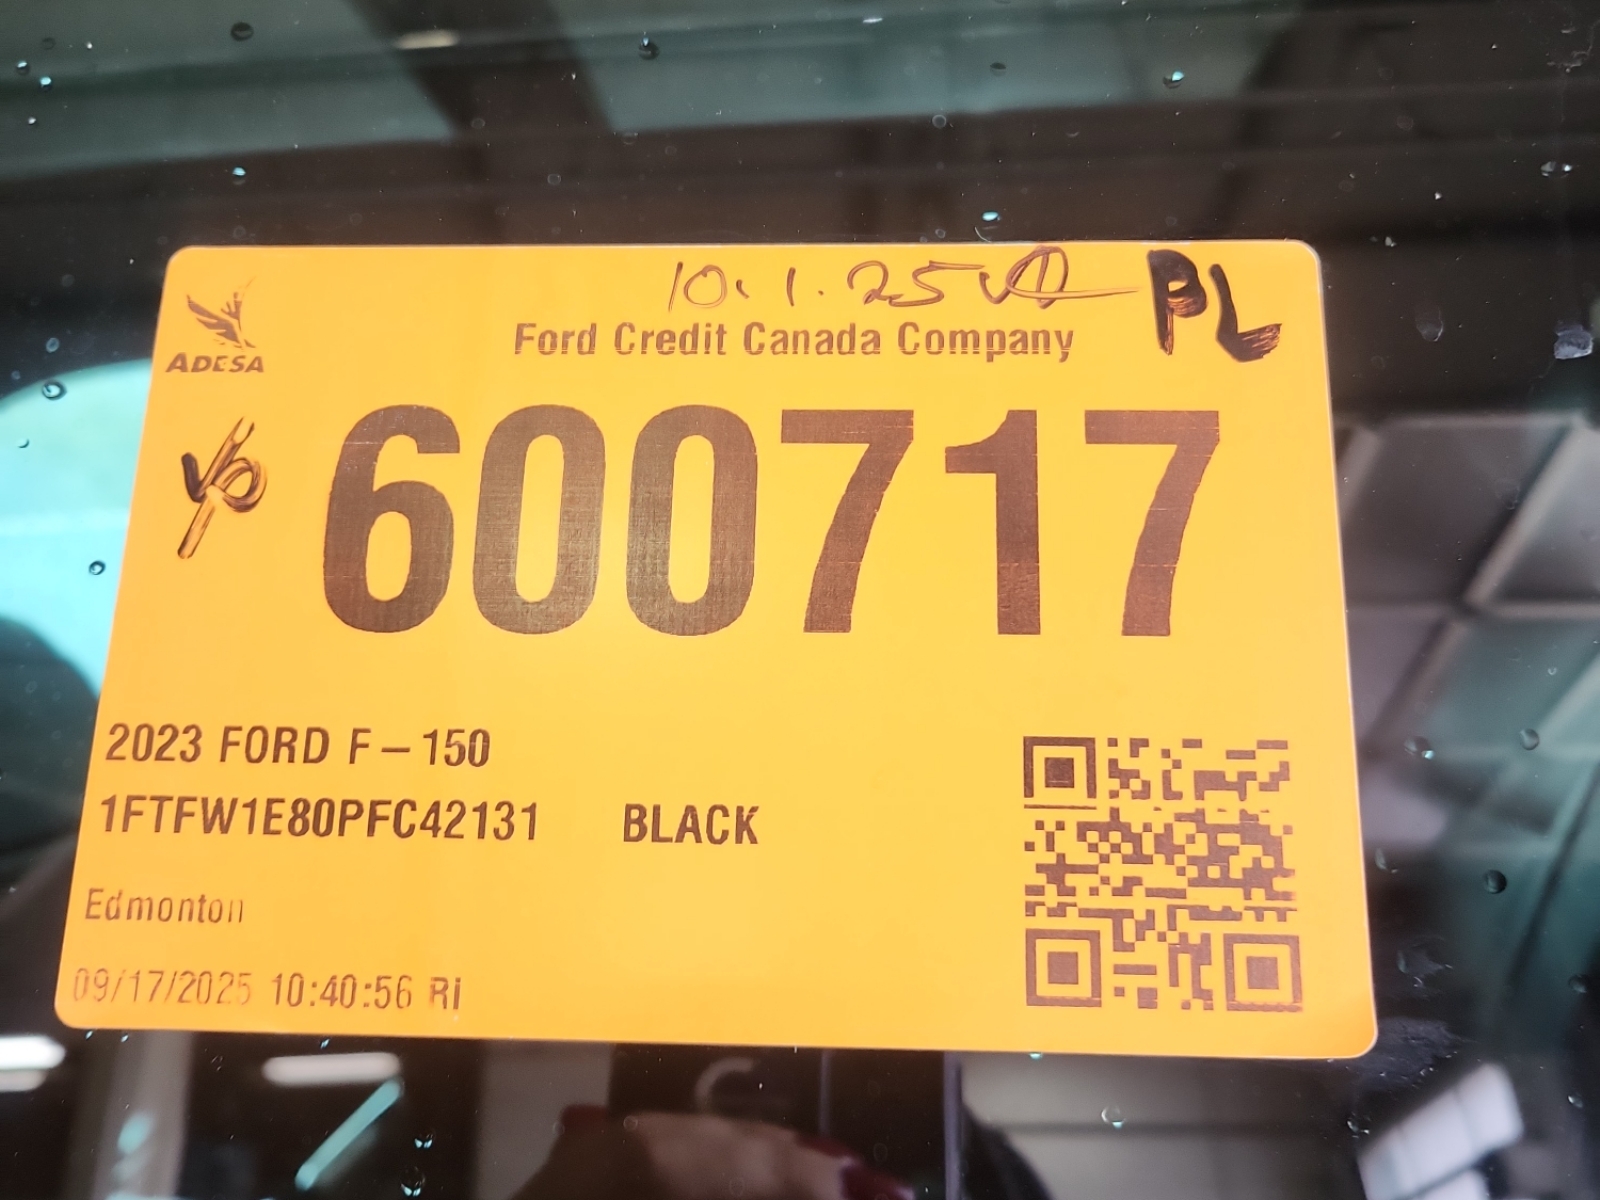 10.1.25
PL
ADESA
Ford Credit Canada Company
600717
2023 FORD F-150
1FTFW1E80PFC42131 BLACK
Edmonton
09/17/2025 10:40:56 RI